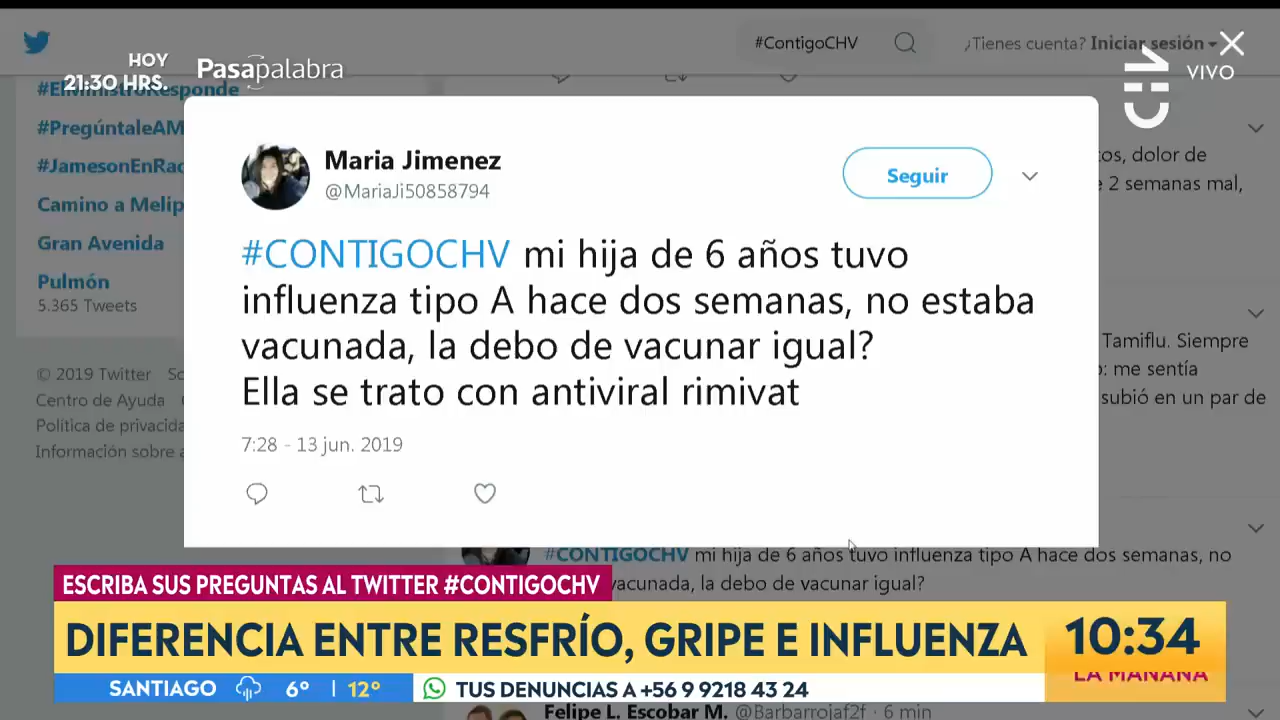 #ContigoCHV
¿Tienes cuenta? Iniciar sesión
HOY
21:30 HRS.
Pasapalabra
VIVO
#ElMinistroResponde
#PregúntaleAM
#JamesonEnRac
Camino a Melip
Gran Avenida
Pulmón
5.365 Tweets
© 2019 Twitter
Centro de Ayuda
Política de privacida
Información sobre a
Maria Jimenez
@MariaJi50858794
Seguir
#CONTIGOCHV mi hija de 6 años tuvo
influenza tipo A hace dos semanas, no estaba
vacunada, la debo de vacunar igual?
Ella se trato con antiviral rimivat
7:28 - 13 jun. 2019
os, dolor de
e 2 semanas mal,
Tamiflu. Siempre
o: me sentía
subió en un par de
#CONTIGOCHV mi hija de 6 años tuvo influenza tipo A hace dos semanas, no
vacunada, la debo de vacunar igual?
ESCRIBA SUS PREGUNTAS AL TWITTER #CONTIGOCHV
DIFERENCIA ENTRE RESFRÍO, GRIPE E INFLUENZA
10:34
LA MAÑANA
SANTIAGO 6° | 12°
TUS DENUNCIAS A +56 9 9218 43 24
Felipe L. Escobar M. @Barbarrojaf2f · 6 min